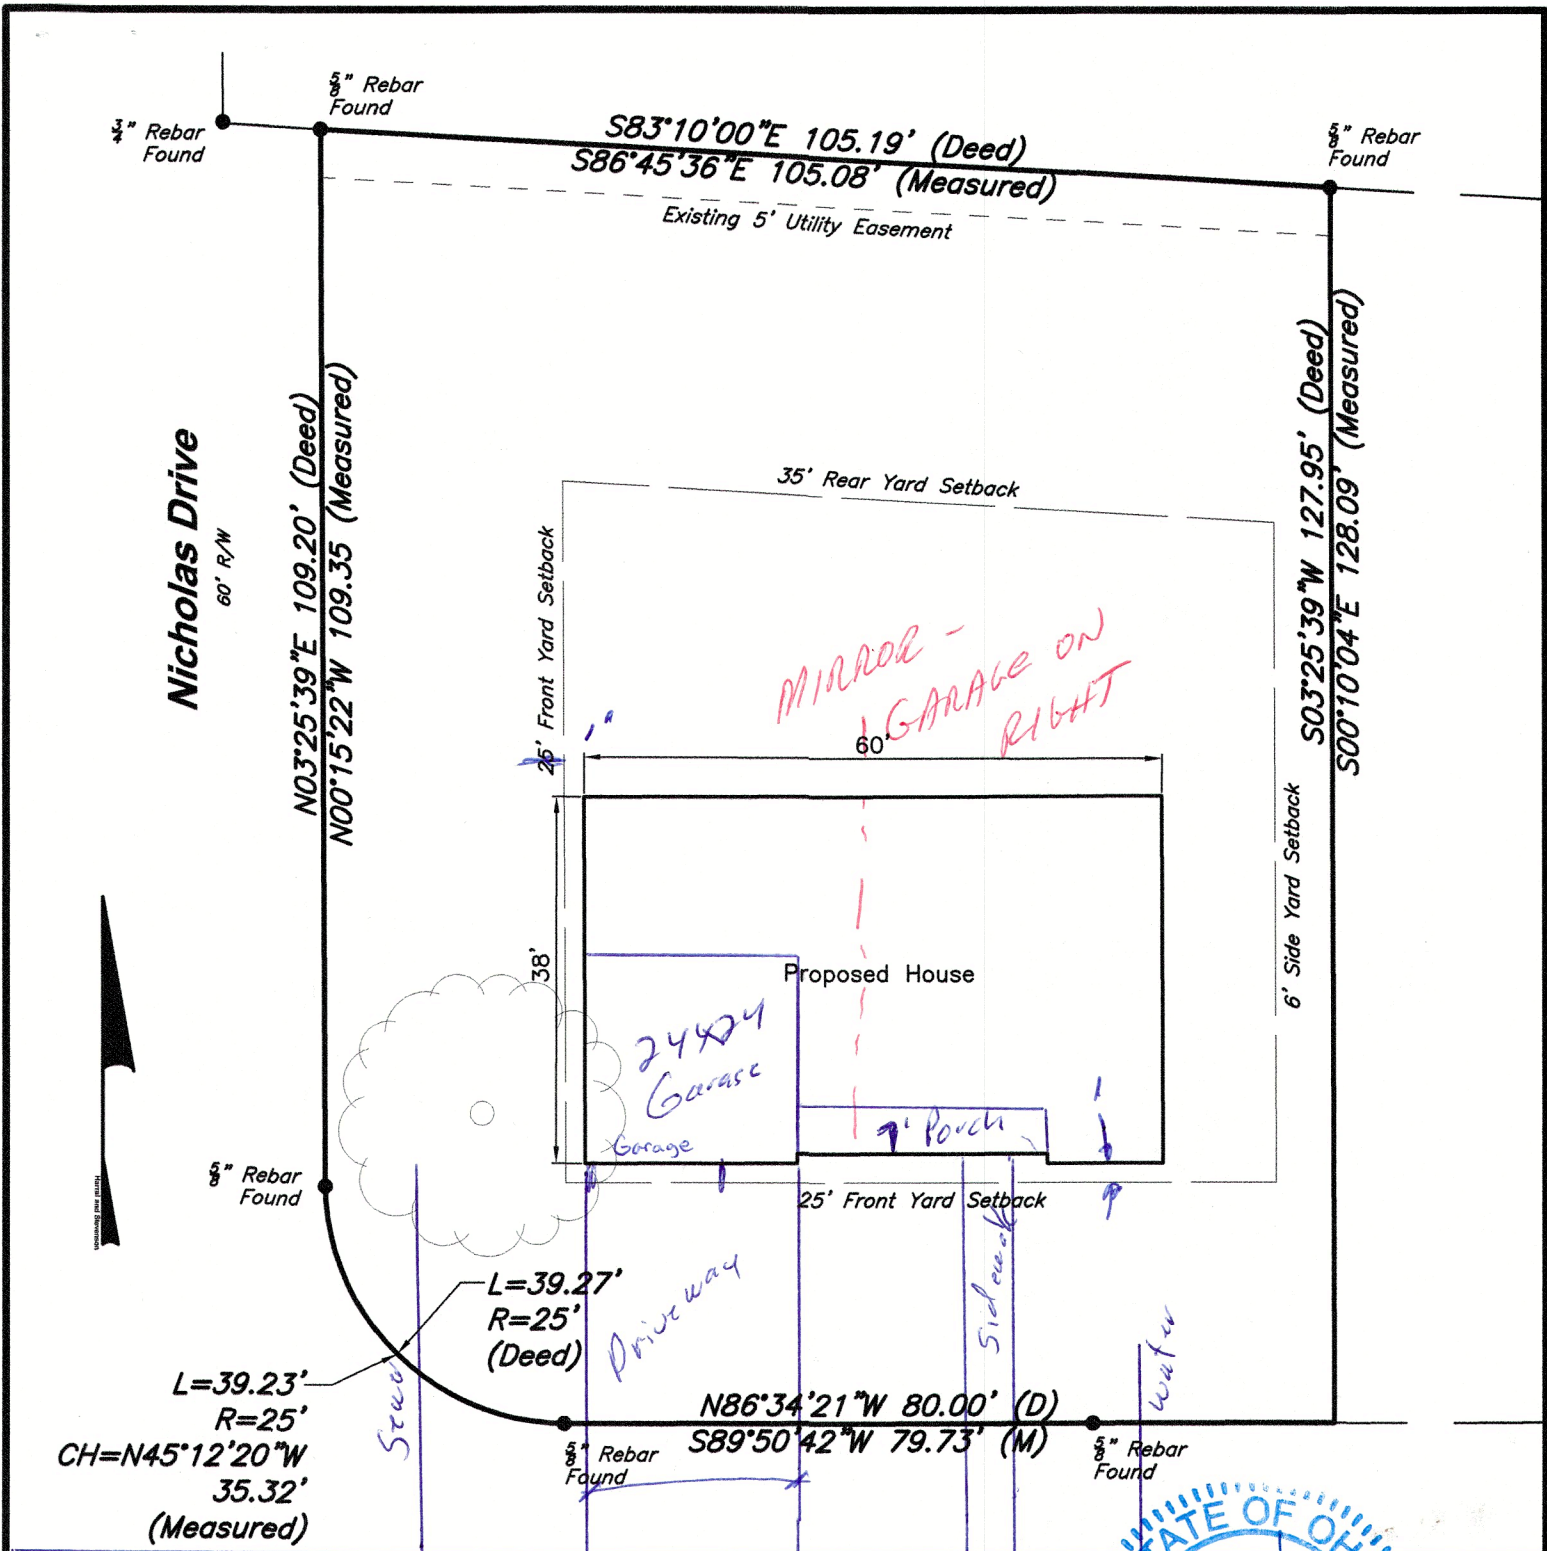 ⅝" Rebar
Found
¾" Rebar
Found
S83°10'00"E 105.19' (Deed)
S86°45'36"E 105.08' (Measured)
⅝" Rebar
Found
Existing 5' Utility Easement
35' Rear Yard Setback
Nicholas Drive
60' R/W
N03°25'39"E 109.20' (Deed)
N00°15'22"W 109.35 (Measured)
25' Front Yard Setback
S03°25'39"W 127.95' (Deed)
S00°10'04"E 128.09' (Measured)
MIRROR -
GARAGE ON
RIGHT
60'
38'
Proposed House
6' Side Yard Setback
24x24
Garage
Garage
7' Porch
⅝" Rebar
Found
25' Front Yard Setback
Harral and Stevenson
Driveway
Sidewalk
Water
L=39.27'
R=25'
(Deed)
L=39.23'
R=25'
CH=N45°12'20"W
35.32'
(Measured)
Sewer
N86°34'21"W 80.00' (D)
S89°50'42"W 79.73' (M)
⅝" Rebar
Found
⅝" Rebar
Found